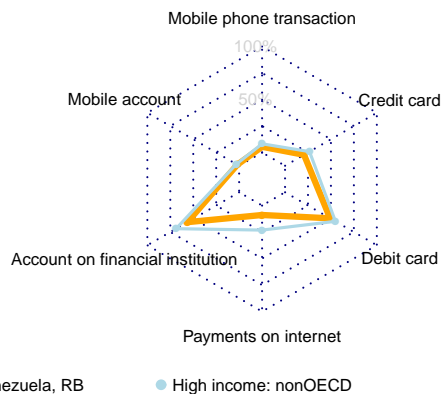 Mobile phone transaction
100%
Mobile account
50%
Credit card
Account on financial institution
Debit card
Payments on internet
ezuela, RB
High income: nonOECD